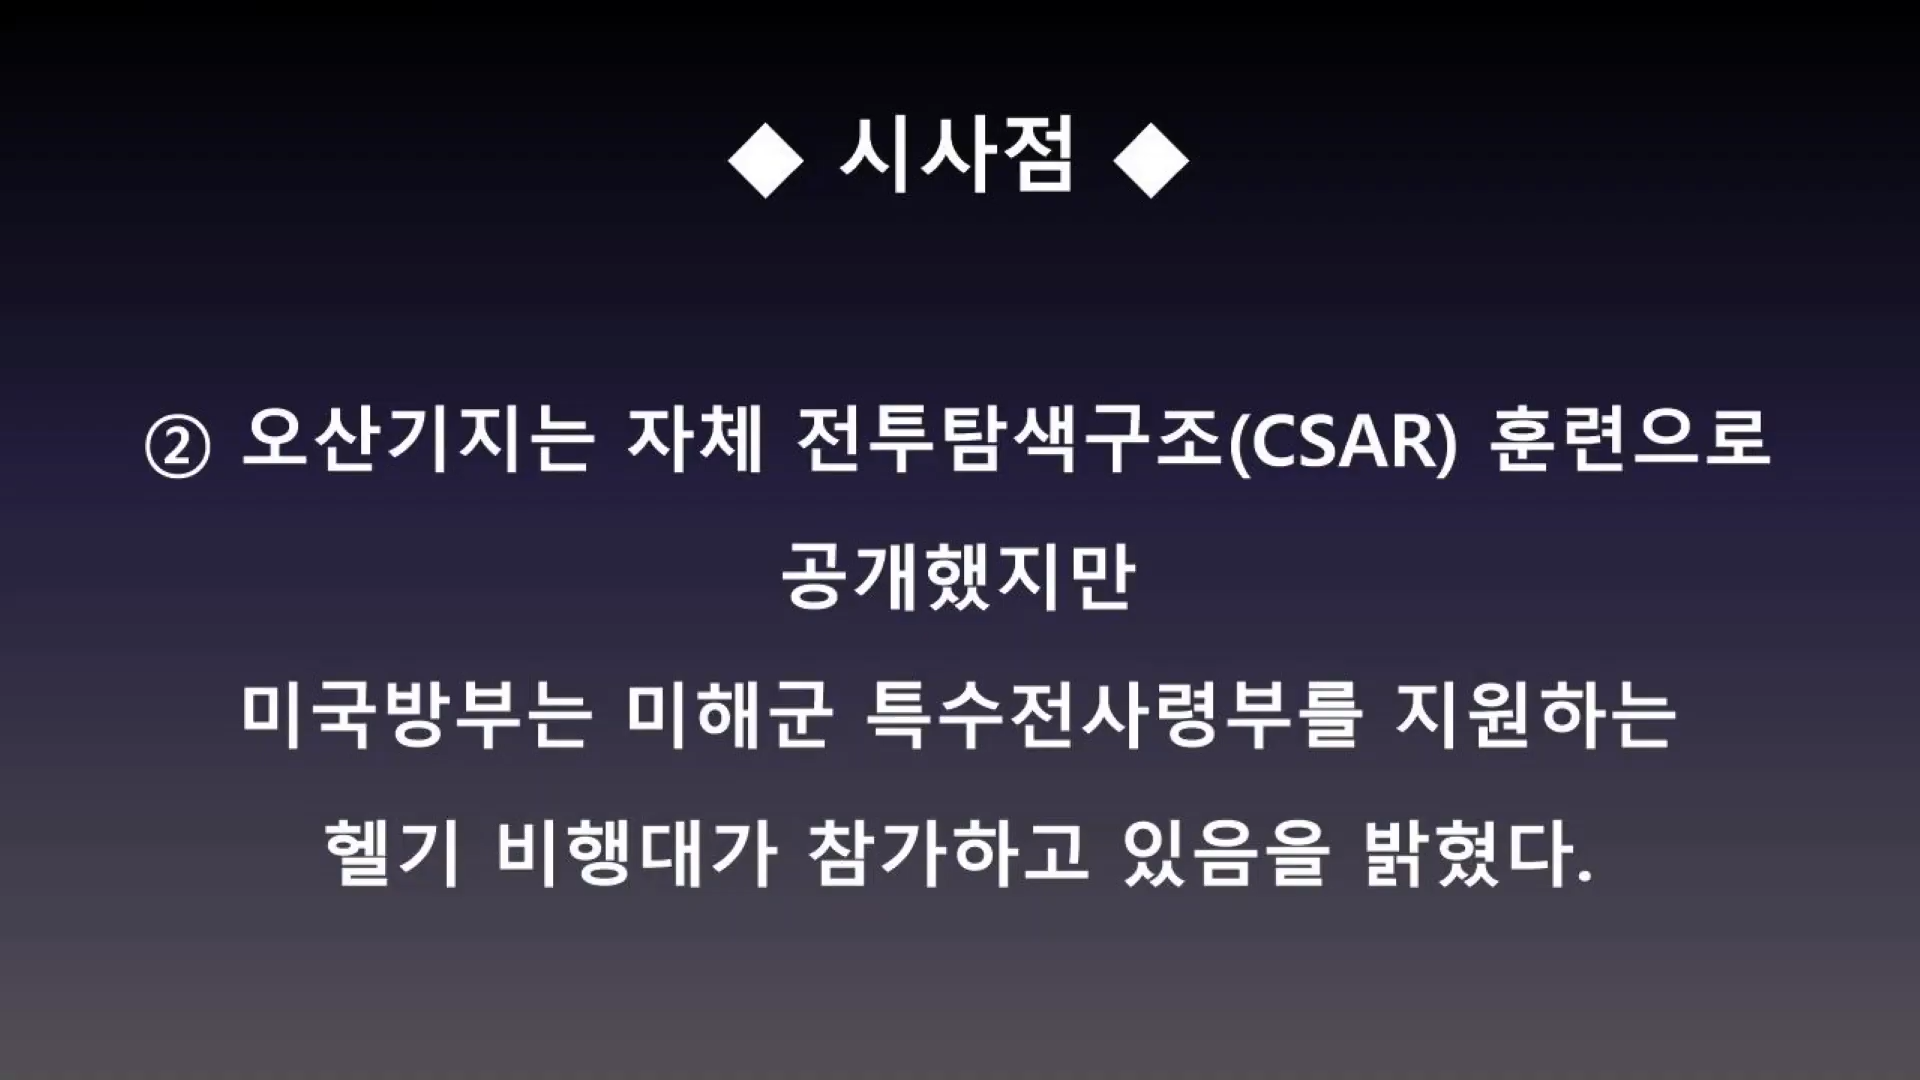 ◆ 시사점 ◆
② 오산기지는 자체 전투탐색구조(CSAR) 훈련으로
공개했지만
미국방부는 미해군 특수전사령부를 지원하는
헬기 비행대가 참가하고 있음을 밝혔다.